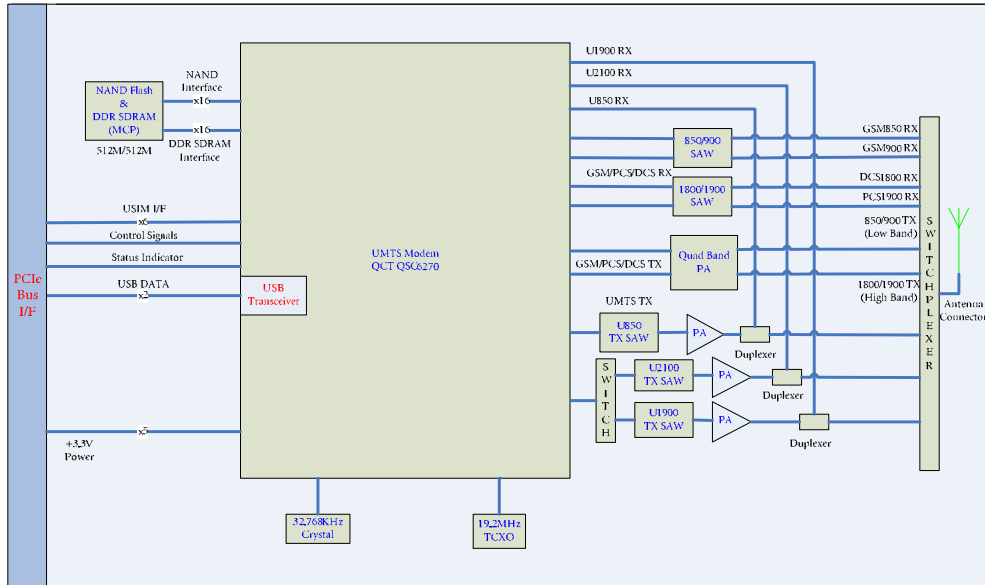 U1900 RX
U2100 RX
U850 RX
NAND
Interface
x16
NAND Flash
&
DDR SDRAM
(MCP)
512M/512M
x16
DDR SDRAM
Interface
850/900
SAW
GSM850 RX
GSM900 RX
GSM/PCS/DCS RX
1800/1900
SAW
DCS1800 RX
PCS1900 RX
USIM I/F
x6
Control Signals
Status Indicator
USB DATA
x2
PCIe
Bus
I/F
UMTS Modem
QCT QSC6270
USB
Transceiver
850/900 TX
(Low Band)
GSM/PCS/DCS TX
Quad Band
PA
1800/1900 TX
(High Band)
SWITCHPLEXER
Antenna
Connector
UMTS TX
U850
TX SAW
PA
Duplexer
SWITCH
U2100
TX SAW
PA
Duplexer
U1900
TX SAW
PA
Duplexer
x5
+3.3V
Power
32.768KHz
Crystal
19.2MHz
TCXO